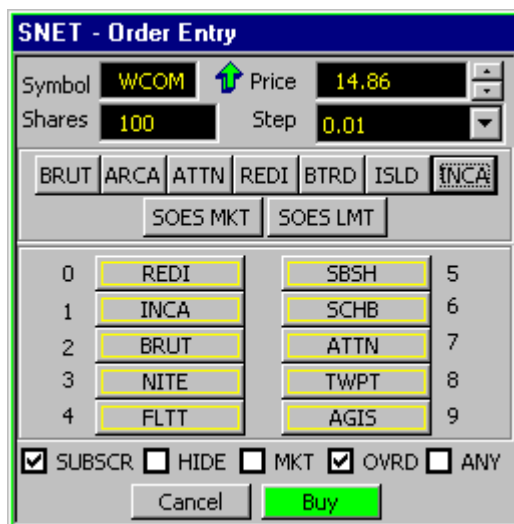 SNET - Order Entry
Symbol WCOM Price 14.86
Shares 100 Step 0.01
BRUT ARCA ATTN REDI BTRD ISLD INCA
SOES MKT SOES LMT
0 REDI SBSH 5
1 INCA SCHB 6
2 BRUT ATTN 7
3 NITE TWPT 8
4 FLTT AGIS 9
SUBSCR HIDE MKT OVRD ANY
Cancel Buy